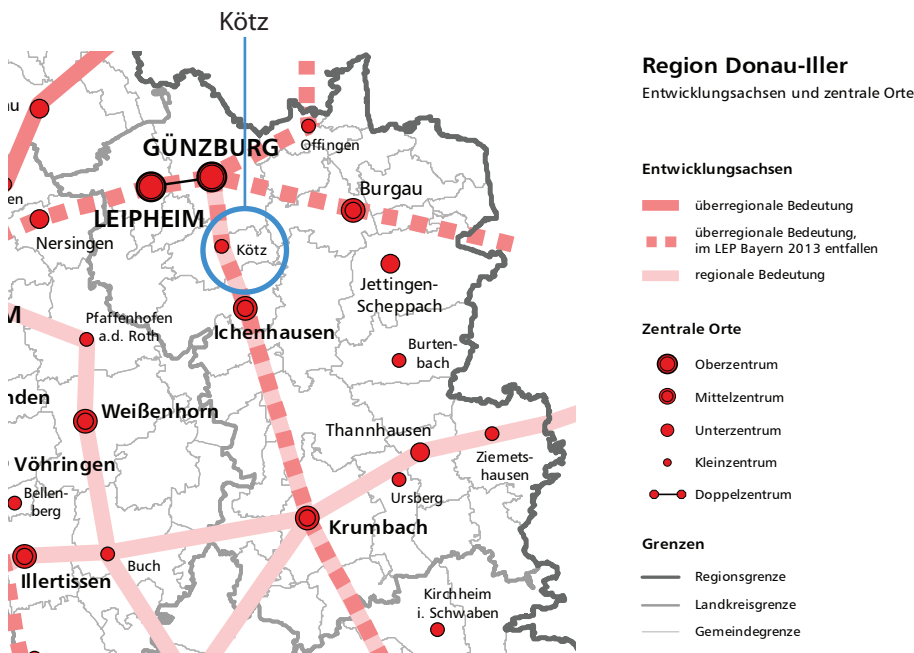 Kötz
au
GÜNZBURG
Offingen
Burgau
en
LEIPHEIM
Nersingen
Kötz
Jettingen-
Scheppach
M
Pfaffenhofen
a.d. Roth
Ichenhausen
Burten-
bach
nden
Weißenhorn
Thannhausen
Ziemets-
hausen
Vöhringen
Bellen-
berg
Ursberg
Krumbach
Buch
Illertissen
Kirchheim
i. Schwaben
Region Donau-Iller
Entwicklungsachsen und zentrale Orte
Entwicklungsachsen
überregionale Bedeutung
überregionale Bedeutung,
im LEP Bayern 2013 entfallen
regionale Bedeutung
Zentrale Orte
Oberzentrum
Mittelzentrum
Unterzentrum
Kleinzentrum
Doppelzentrum
Grenzen
Regionsgrenze
Landkreisgrenze
Gemeindegrenze